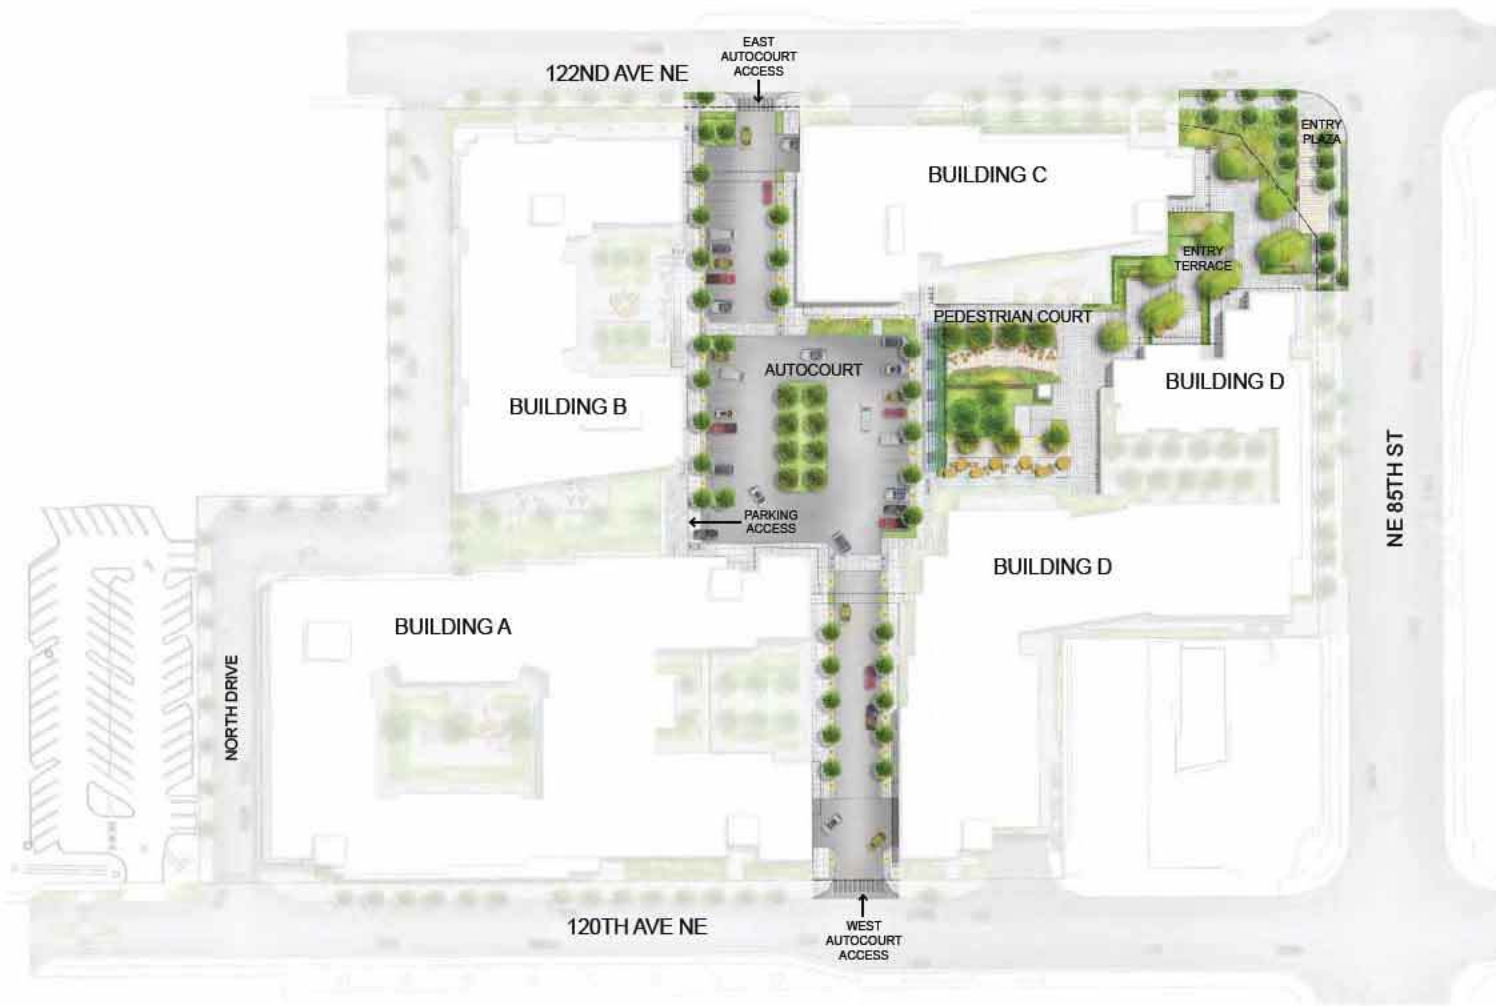 EAST
AUTOCOURT
ACCESS
122ND AVE NE
ENTRY
PLAZA
BUILDING C
ENTRY
TERRACE
PEDESTRIAN COURT
AUTOCOURT
BUILDING D
BUILDING B
NE 85TH ST
PARKING
ACCESS
BUILDING D
BUILDING A
NORTH DRIVE
120TH AVE NE
WEST
AUTOCOURT
ACCESS